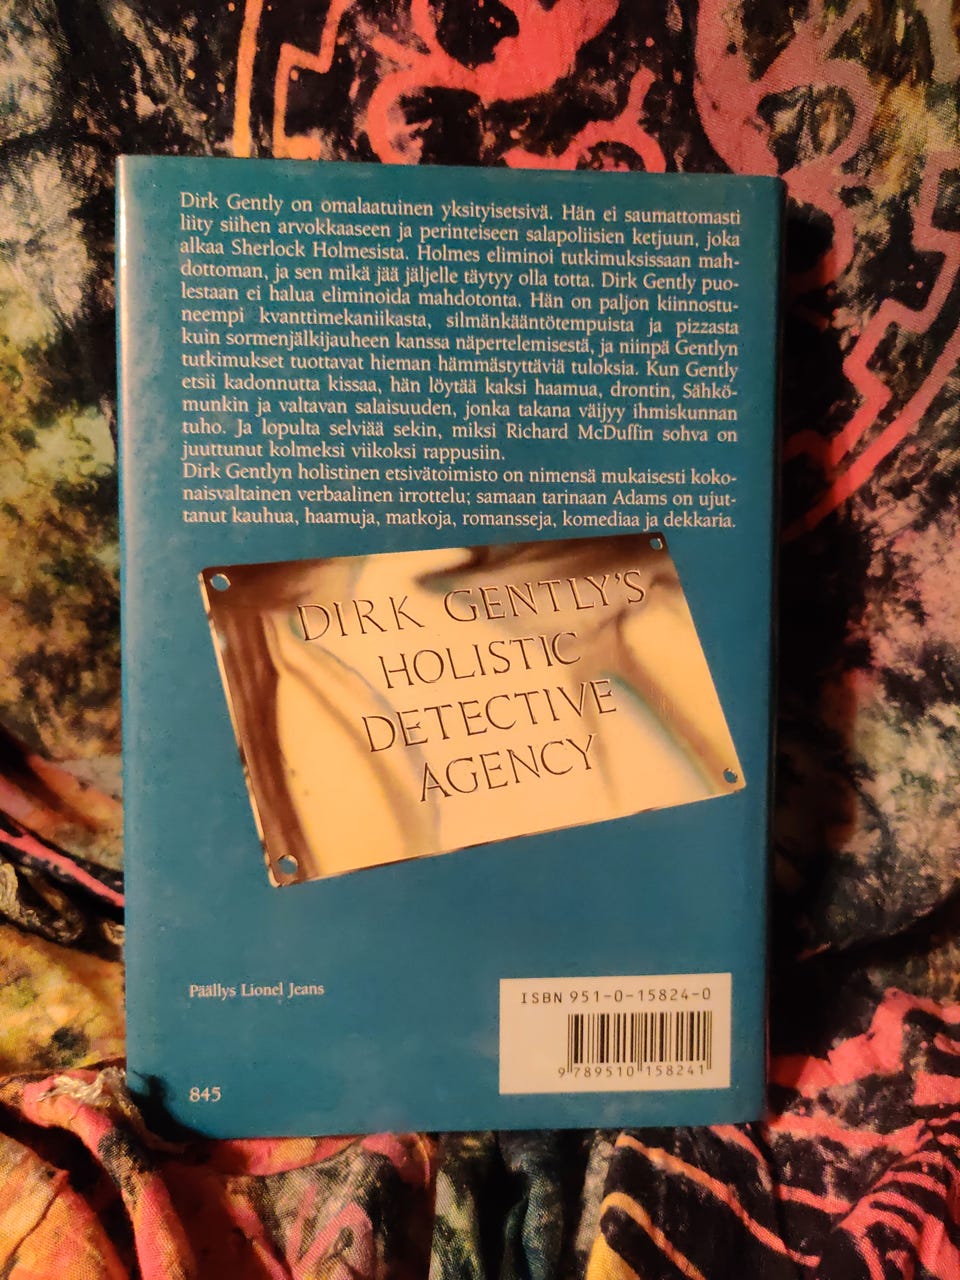 Dirk Gently on omalaatuinen yksityisetsivä. Hän ei saumattomasti
liity siihen arvokkaaseen ja perinteiseen salapoliisien ketjuun, joka
alkaa Sherlock Holmesista. Holmes eliminoi tutkimuksissaan mah-
dottoman, ja sen mikä jää jäljelle täytyy olla totta. Dirk Gently puo-
lestaan ei halua eliminoida mahdotonta. Hän on paljon kiinnostu-
neempi kvanttimekaniikasta, silmänkääntötempuista ja pizzasta
kuin sormenjälkijauheen kanssa näpertelemisestä, ja niinpä Gentlyn
tutkimukset tuottavat hieman hämmästyttäviä tuloksia. Kun Gently
etsii kadonnutta kissaa, hän löytää kaksi haamua, drontin, Sähkö-
munkin ja valtavan salaisuuden, jonka takana väijyy ihmiskunnan
tuho. Ja lopulta selviää sekin, miksi Richard McDuffin sohva on
juuttunut kolmeksi viikoksi rappusiin.
Dirk Gentlyn holistinen etsivätoimisto on nimensä mukaisesti koko-
naisvaltainen verbaalinen irrottelu; samaan tarinaan Adams on ujut-
tanut kauhua, haamuja, matkoja, romansseja, komediaa ja dekkaria.
DIRK GENTLY'S
HOLISTIC
DETECTIVE
AGENCY
Päällys Lionel Jeans
ISBN 951-0-15824-0
9 789510 158241
845